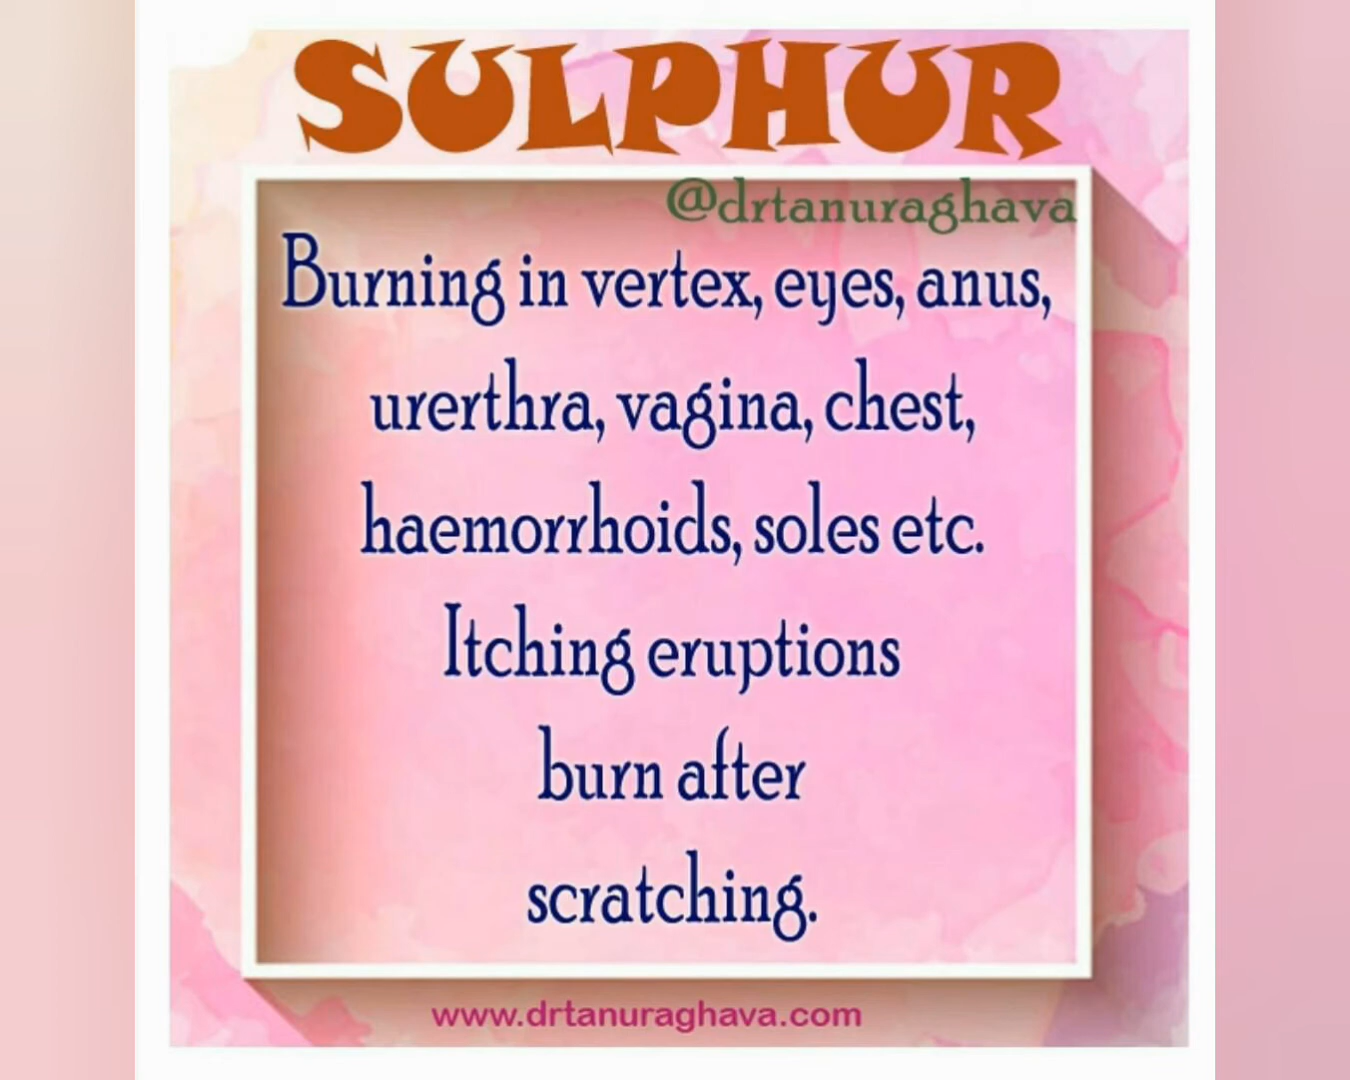 SULPHUR
@drtanuraghava
Burning in vertex, eyes, anus,
urerthra, vagina, chest,
haemorrhoids, soles etc.
Itching eruptions
burn after
scratching.
www.drtanuraghava.com